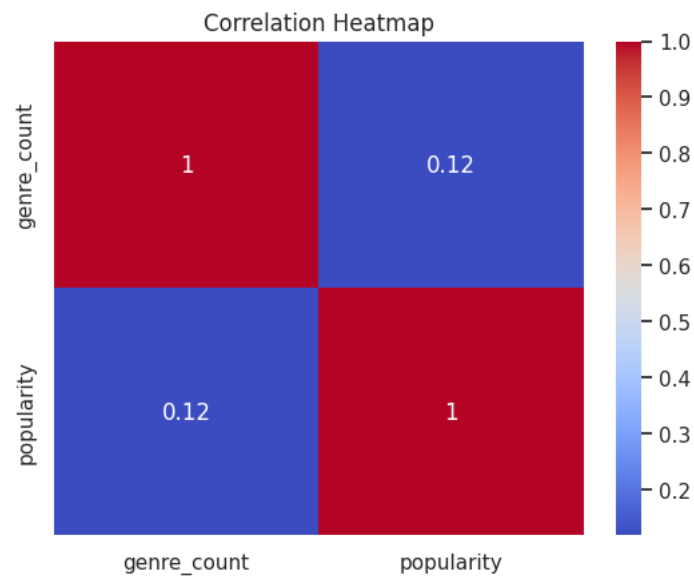 Correlation Heatmap
genre_count
popularity
1
0.12
0.12
1
genre_count
popularity
1.0
0.9
0.8
0.7
0.6
0.5
0.4
0.3
0.2